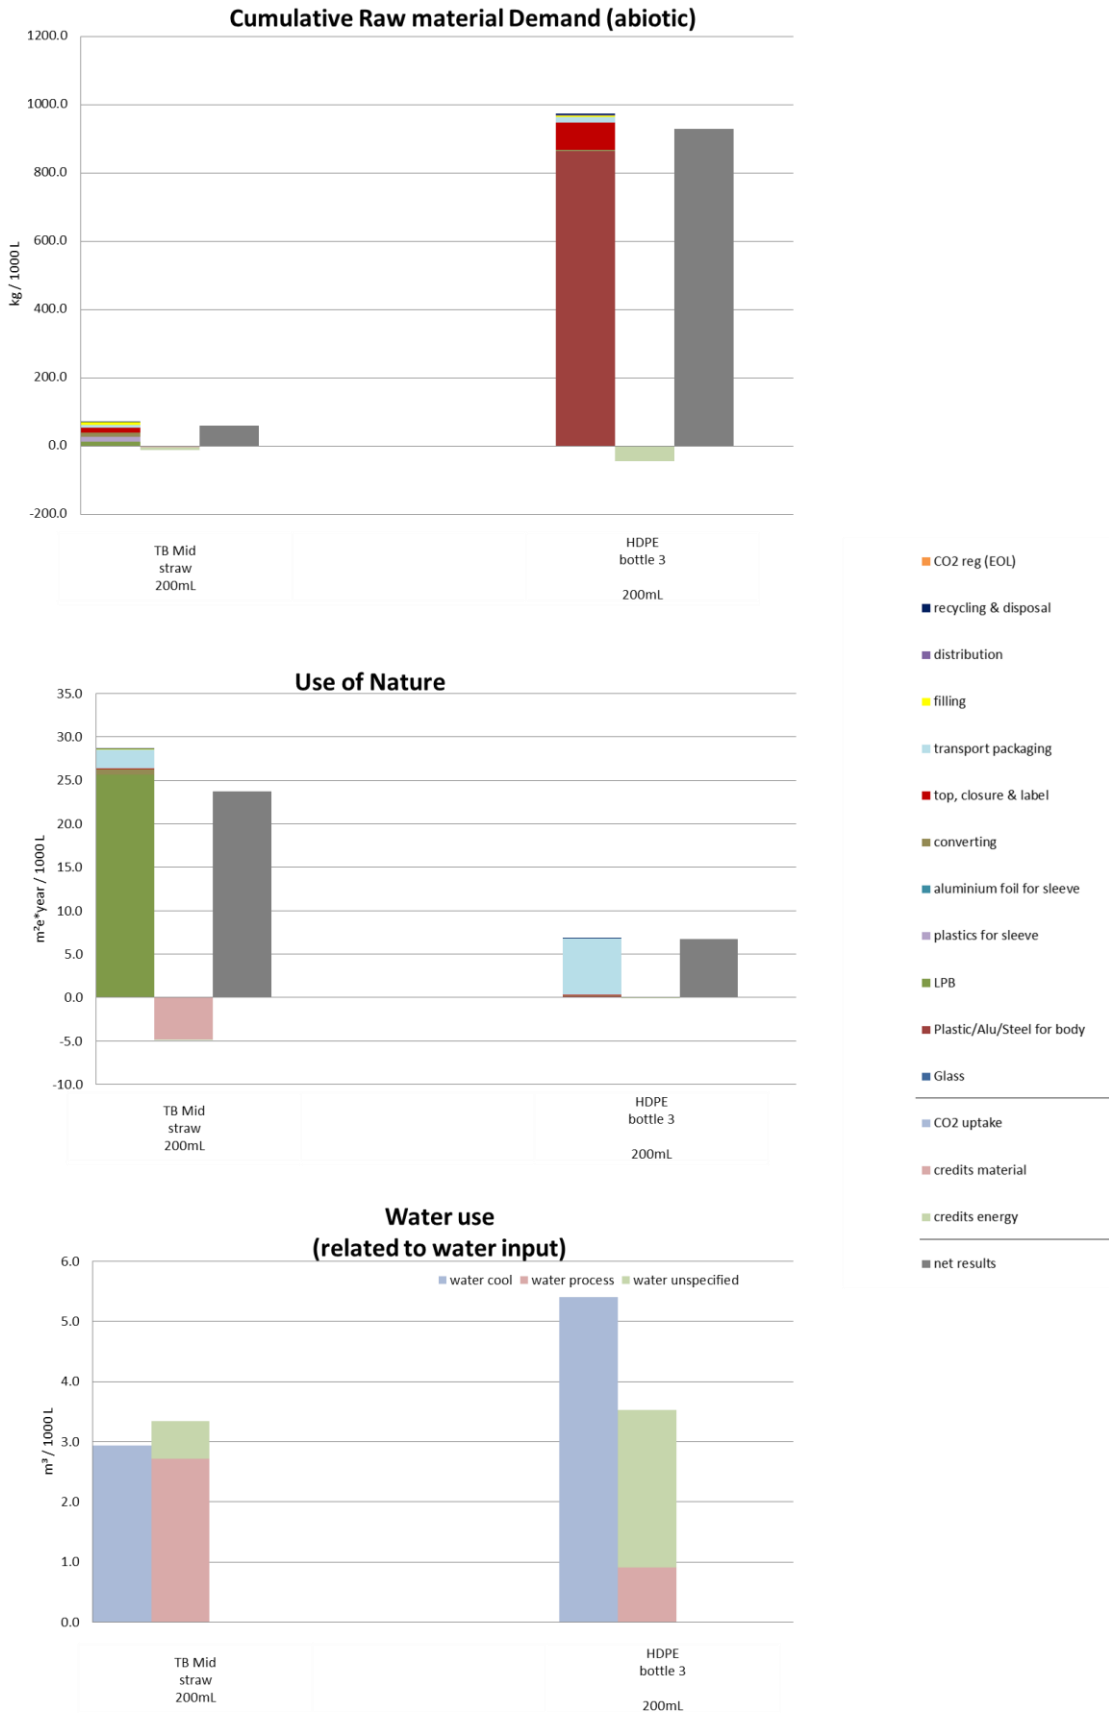 Cumulative Raw material Demand (abiotic)
1200.0
1000.0
800.0
600.0
400.0
200.0
0.0
-200.0
kg / 1000 L
TB Mid
straw
200mL
HDPE
bottle 3
200mL
Use of Nature
35.0
30.0
25.0
20.0
15.0
10.0
5.0
0.0
-5.0
-10.0
m²e*year / 1000 L
TB Mid
straw
200mL
HDPE
bottle 3
200mL
Water use
(related to water input)
water cool water process water unspecified
6.0
5.0
4.0
3.0
2.0
1.0
0.0
m³ / 1000 L
TB Mid
straw
200mL
HDPE
bottle 3
200mL
CO2 reg (EOL)
recycling & disposal
distribution
filling
transport packaging
top, closure & label
converting
aluminium foil for sleeve
plastics for sleeve
LPB
Plastic/Alu/Steel for body
Glass
CO2 uptake
credits material
credits energy
net results